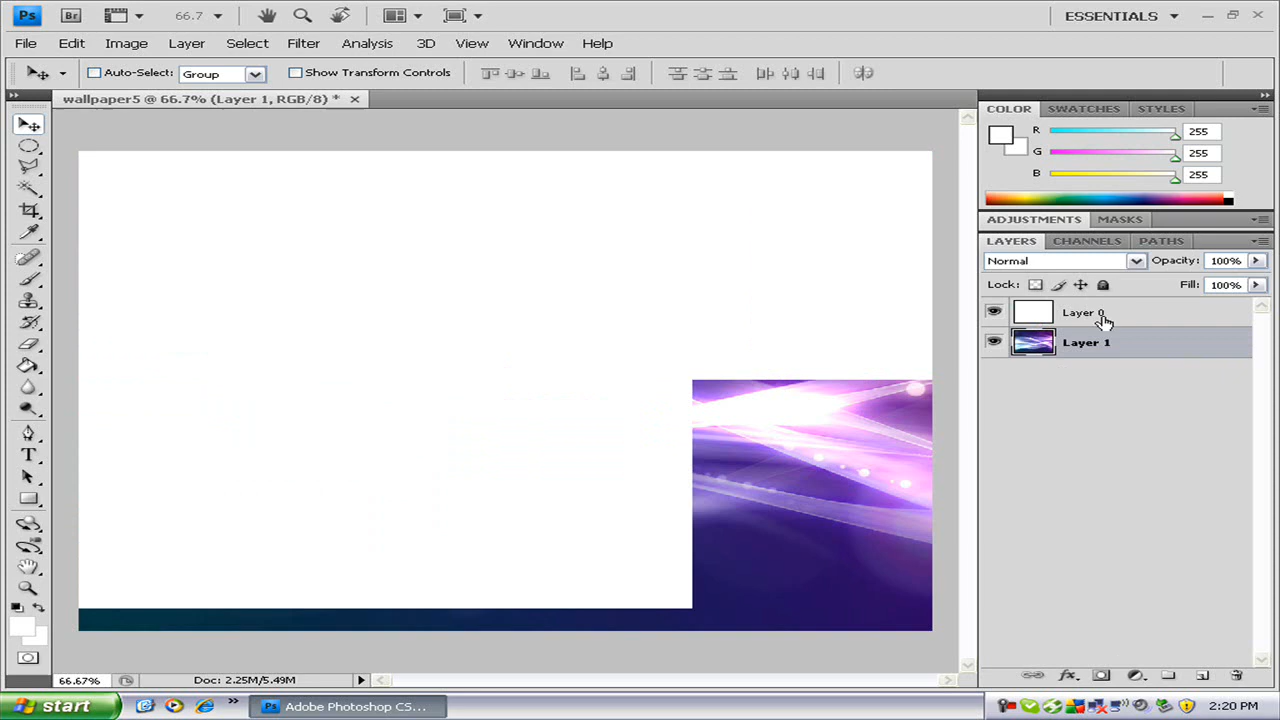 Ps Br 66.7 ESSENTIALS
File Edit Image Layer Select Filter Analysis 3D View Window Help
Auto-Select: Group Show Transform Controls
wallpaper5 @ 66.7% (Layer 1, RGB/8) *
COLOR SWATCHES STYLES
R 255
G 255
B 255
ADJUSTMENTS MASKS
LAYERS CHANNELS PATHS
Normal Opacity: 100%
Lock: Fill: 100%
Layer 0
Layer 1
T
fx
66.67% Doc: 2.25M/5.49M
start Ps Adobe Photoshop CS... 2:20 PM